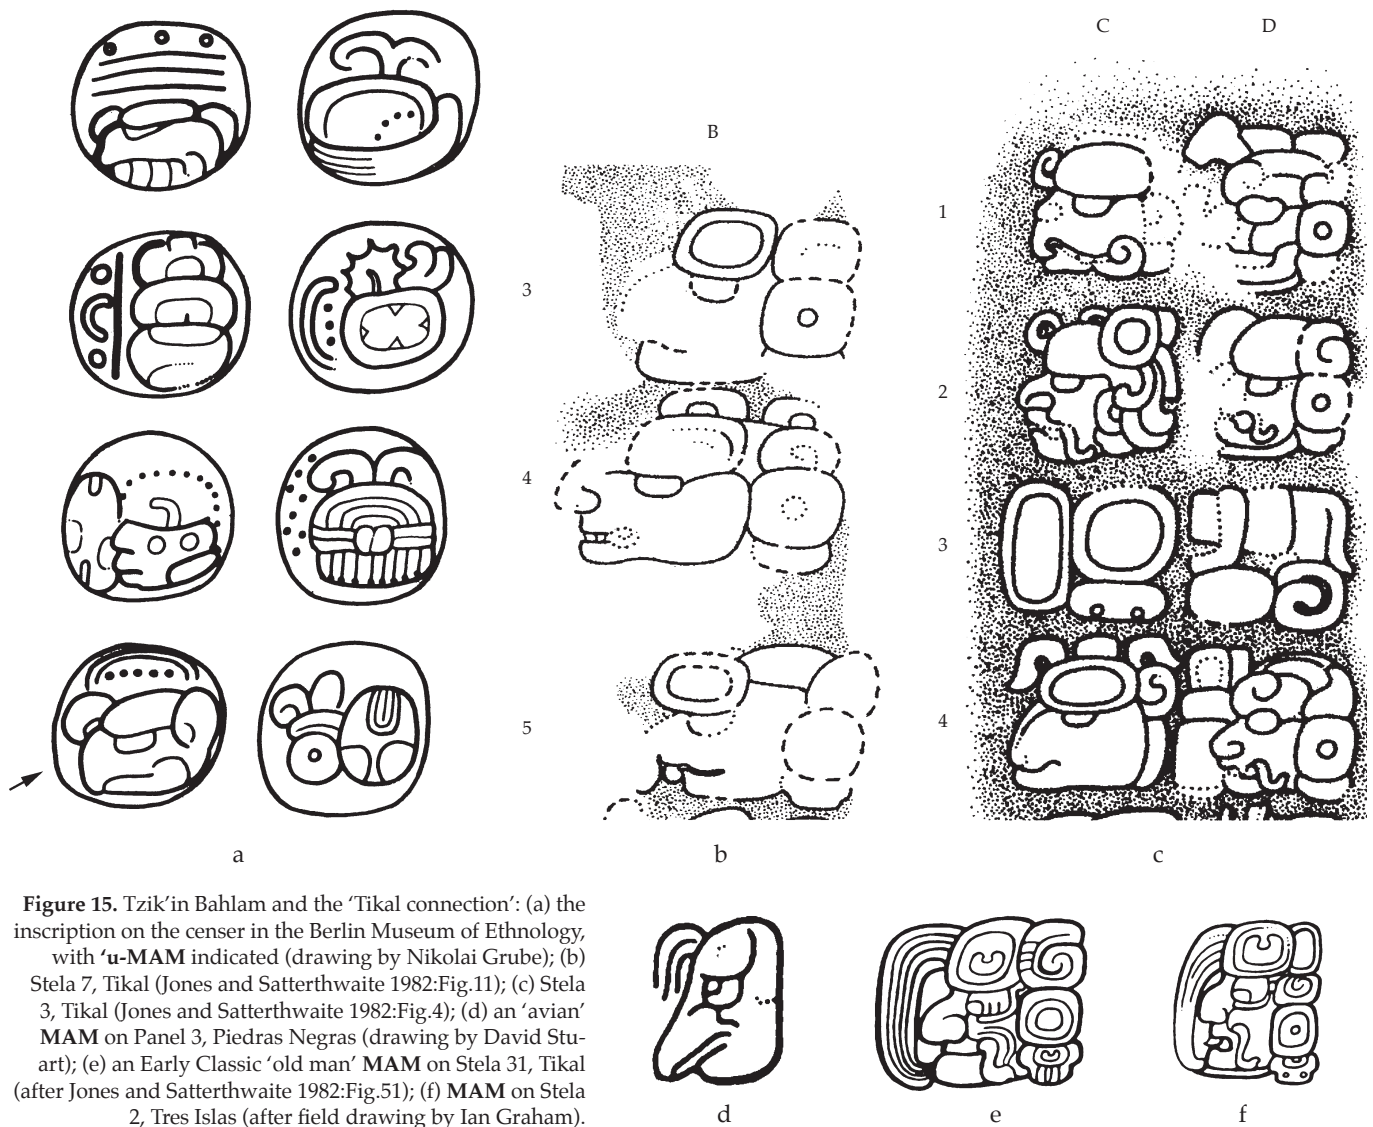 C D
B
1
3
2
4
3
5
4
a b c
Figure 15. Tzik’in Bahlam and the ‘Tikal connection’: (a) the
inscription on the censer in the Berlin Museum of Ethnology,
with ‘u-MAM indicated (drawing by Nikolai Grube); (b)
Stela 7, Tikal (Jones and Satterthwaite 1982:Fig.11); (c) Stela
3, Tikal (Jones and Satterthwaite 1982:Fig.4); (d) an ‘avian’
MAM on Panel 3, Piedras Negras (drawing by David Stu-
art); (e) an Early Classic ‘old man’ MAM on Stela 31, Tikal
(after Jones and Satterthwaite 1982:Fig.51); (f) MAM on Stela
2, Tres Islas (after field drawing by Ian Graham).
d e f